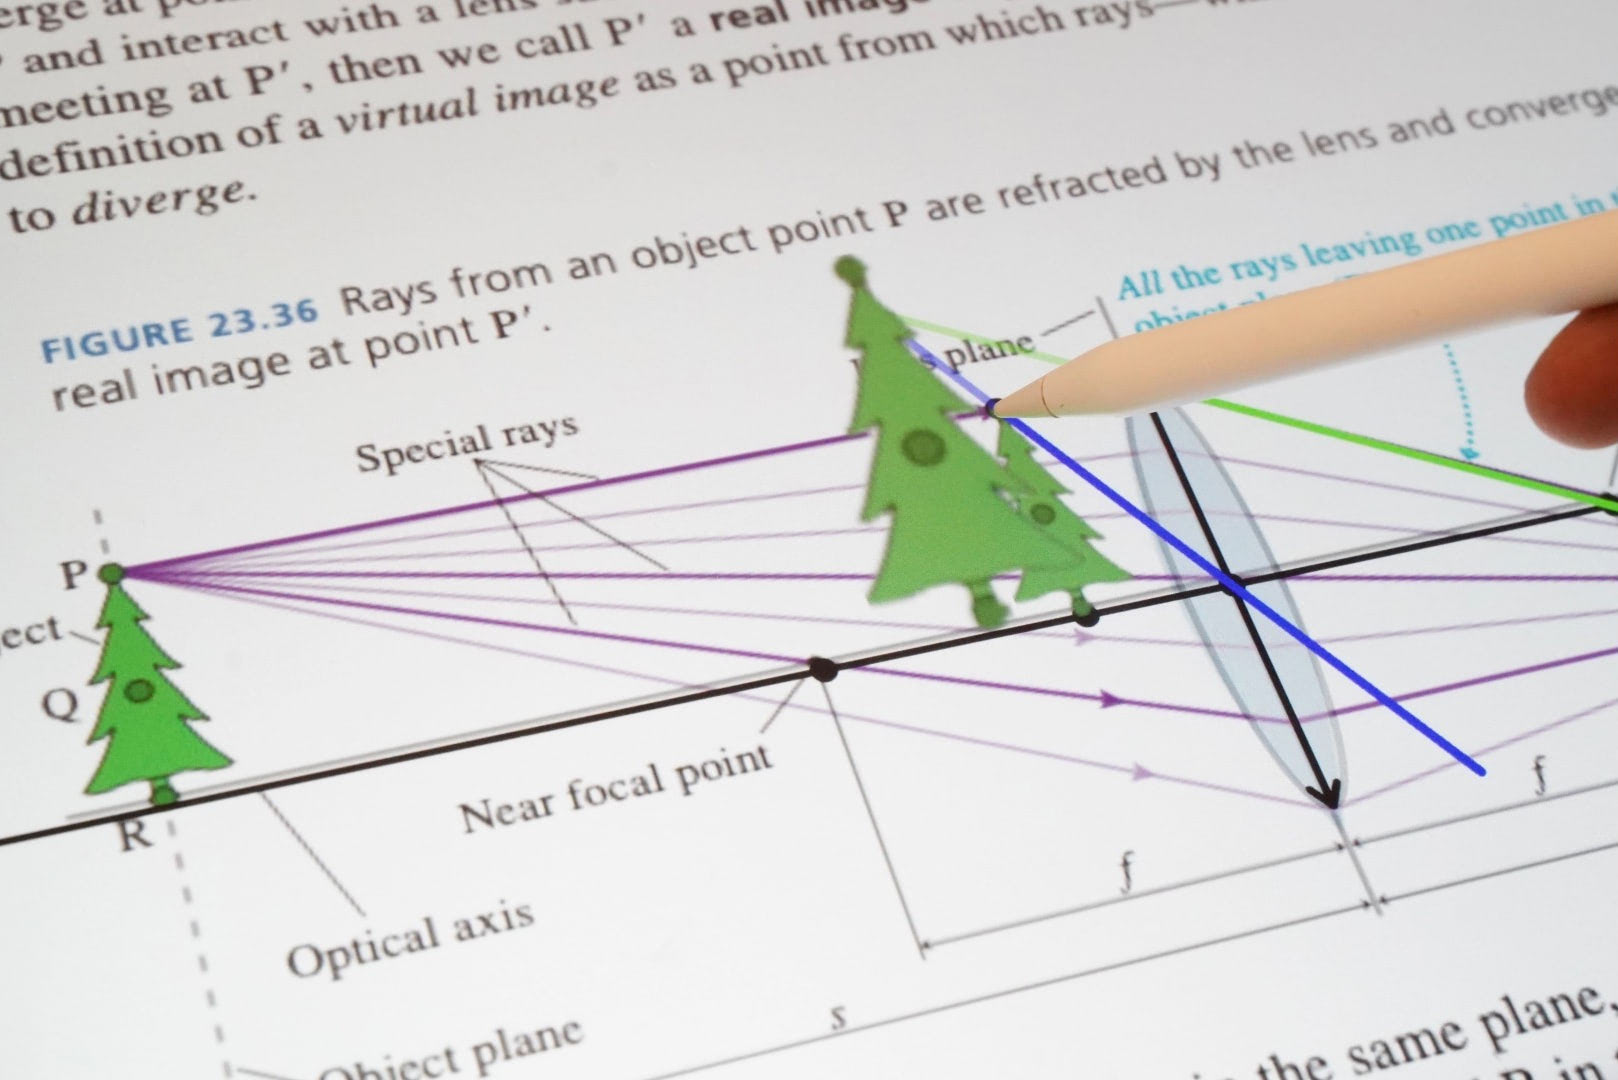 and interact with a lens
meeting at P′, then we call P′ a real image
definition of a virtual image as a point from which rays—
to diverge.
FIGURE 23.36 Rays from an object point P are refracted by the lens and converge
real image at point P′.
All the rays leaving one point in
plane
Special rays
P
Q
R
Near focal point
Optical axis
f
f
s
Object plane
the same plane,
in